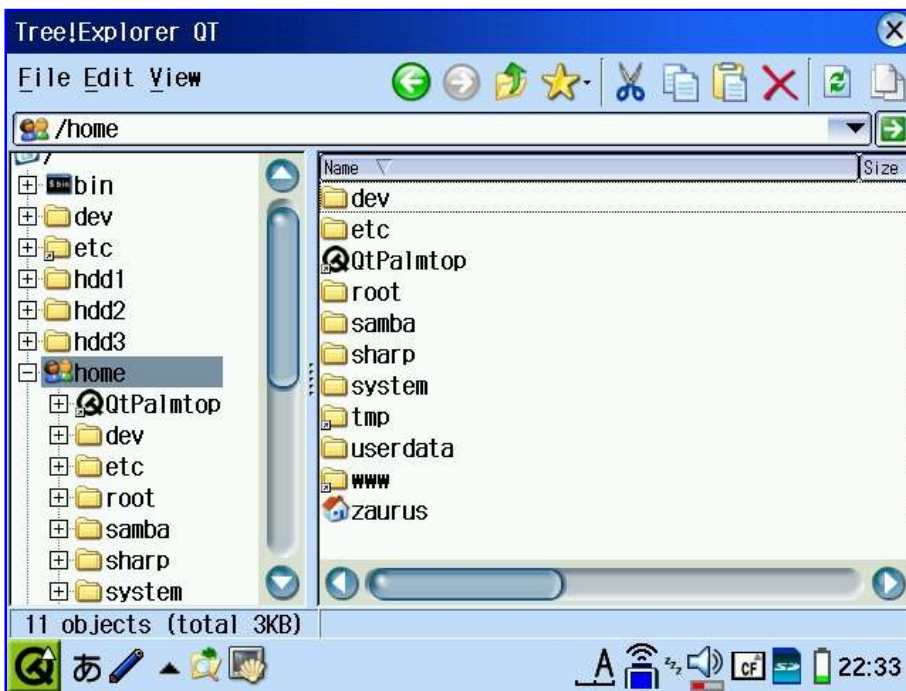 Tree!Explorer QT
File Edit View
/home
/
bin
dev
etc
hdd1
hdd2
hdd3
home
QtPalmtop
dev
etc
root
samba
sharp
system
Name Size
dev
etc
QtPalmtop
root
samba
sharp
system
tmp
userdata
www
zaurus
11 objects (total 3KB)
あ A zzz CF 22:33